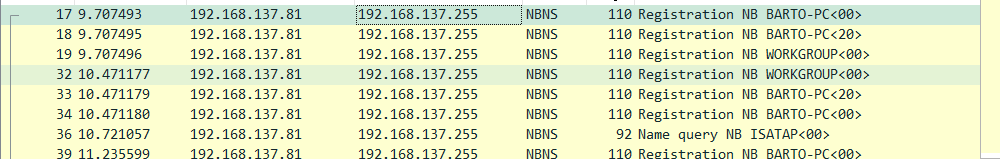 17 9.707493 192.168.137.81 192.168.137.255 NBNS 110 Registration NB BARTO-PC<00>
18 9.707495 192.168.137.81 192.168.137.255 NBNS 110 Registration NB BARTO-PC<20>
19 9.707496 192.168.137.81 192.168.137.255 NBNS 110 Registration NB WORKGROUP<00>
32 10.471177 192.168.137.81 192.168.137.255 NBNS 110 Registration NB WORKGROUP<00>
33 10.471179 192.168.137.81 192.168.137.255 NBNS 110 Registration NB BARTO-PC<20>
34 10.471180 192.168.137.81 192.168.137.255 NBNS 110 Registration NB BARTO-PC<00>
36 10.721057 192.168.137.81 192.168.137.255 NBNS 92 Name query NB ISATAP<00>
39 11.235599 192.168.137.81 192.168.137.255 NBNS 110 Registration NB BARTO-PC<00>